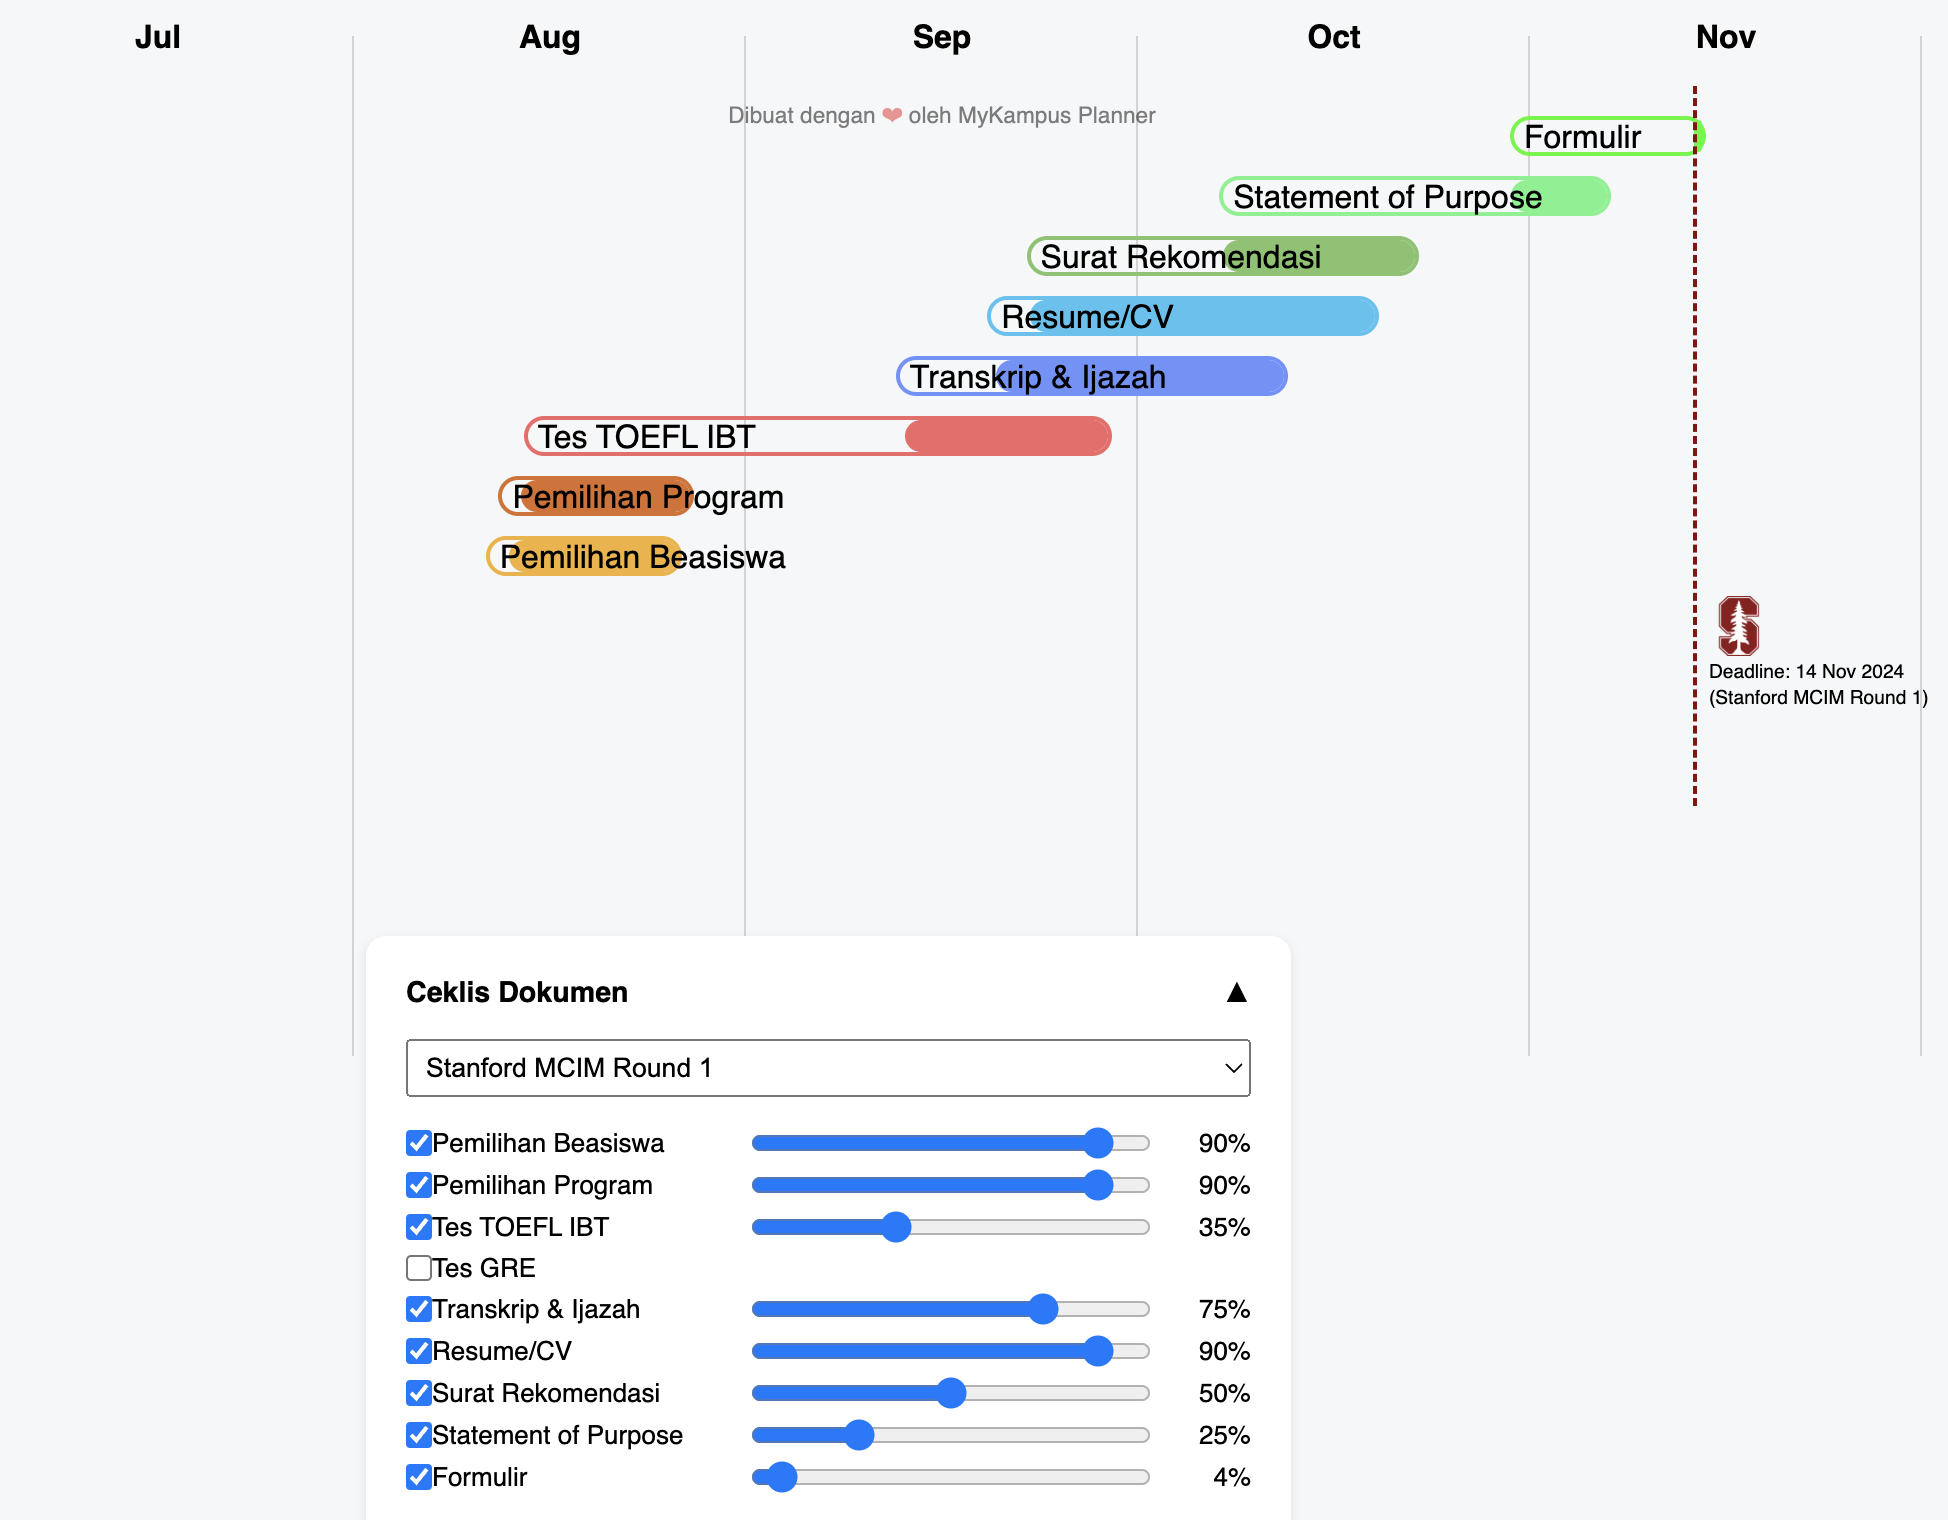 Jul Aug Sep Oct Nov
Dibuat dengan ❤ oleh MyKampus Planner
Formulir
Statement of Purpose
Surat Rekomendasi
Resume/CV
Transkrip & Ijazah
Tes TOEFL IBT
Pemilihan Program
Pemilihan Beasiswa
Deadline: 14 Nov 2024
(Stanford MCIM Round 1)
Ceklis Dokumen ▲
Stanford MCIM Round 1
Pemilihan Beasiswa 90%
Pemilihan Program 90%
Tes TOEFL IBT 35%
Tes GRE
Transkrip & Ijazah 75%
Resume/CV 90%
Surat Rekomendasi 50%
Statement of Purpose 25%
Formulir 4%